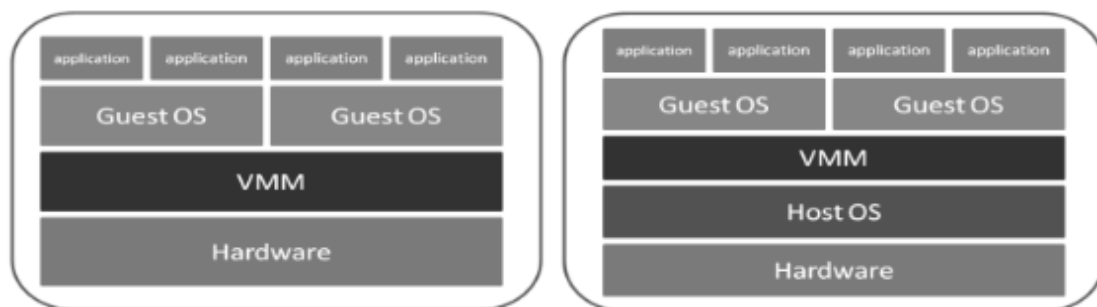 application application application application
Guest OS Guest OS
VMM
Hardware
application application application application
Guest OS Guest OS
VMM
Host OS
Hardware